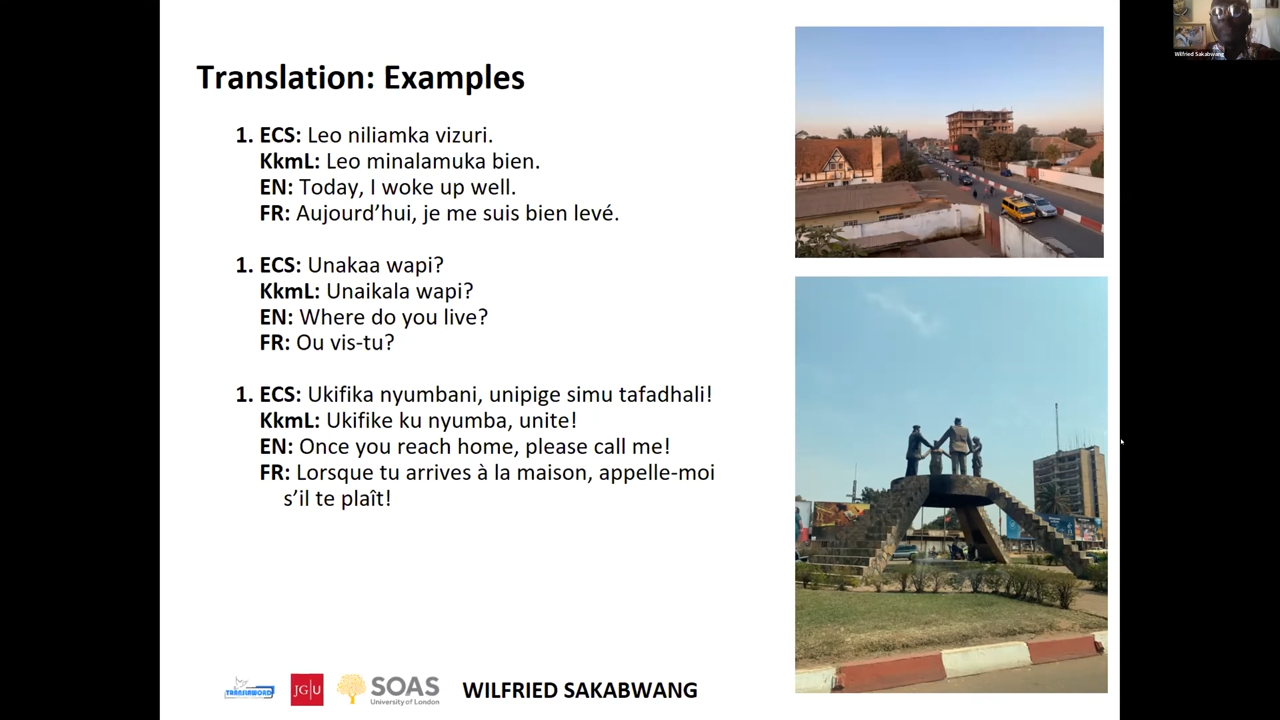 Translation: Examples
1. ECS: Leo niliamka vizuri.
KkmL: Leo minalamuka bien.
EN: Today, I woke up well.
FR: Aujourd’hui, je me suis bien levé.
1. ECS: Unakaa wapi?
KkmL: Unaikala wapi?
EN: Where do you live?
FR: Ou vis-tu?
1. ECS: Ukifika nyumbani, unipige simu tafadhali!
KkmL: Ukifike ku nyumba, unite!
EN: Once you reach home, please call me!
FR: Lorsque tu arrives à la maison, appelle-moi
s’il te plaît!
TRANSLAWORD
JG|U
SOAS
University of London
WILFRIED SAKABWANG
Wilfried Sakabwang